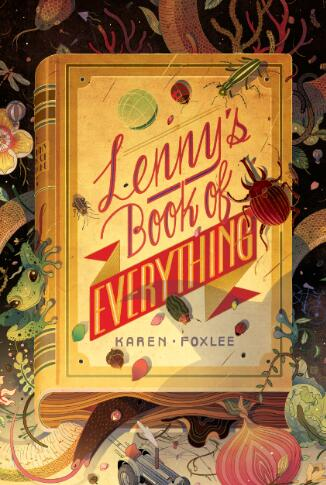 Lenny's
Book of
EVERYTHING
KAREN · FOXLEE